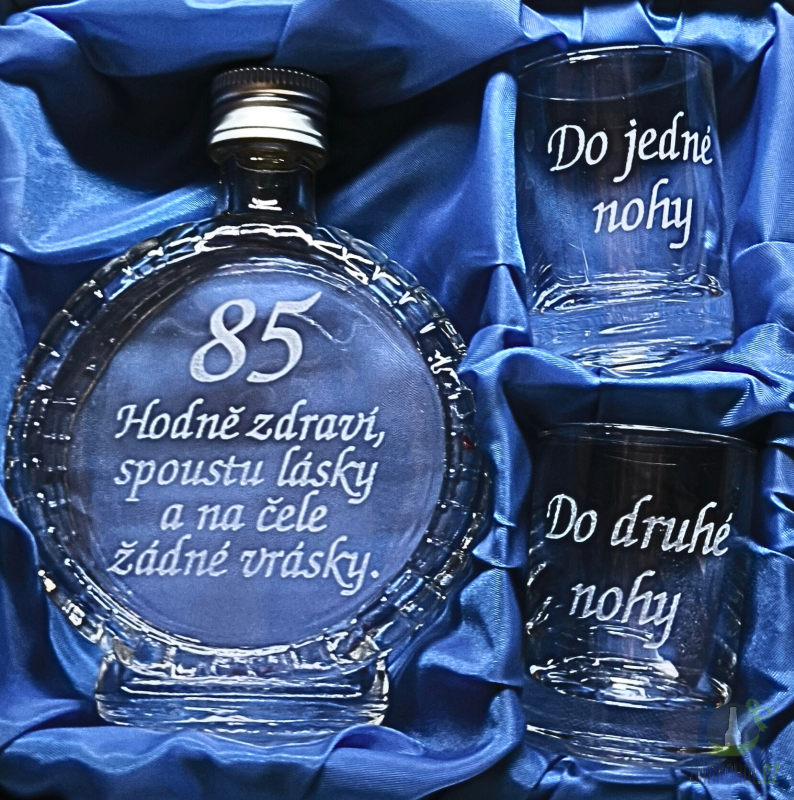 85
Hodně zdraví,
spoustu lásky
a na čele
žádné vrásky.
Do jedné
nohy
Do druhé
nohy